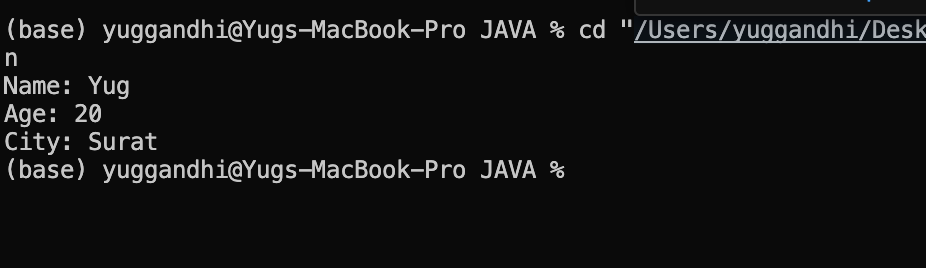 (base) yuggandhi@Yugs-MacBook-Pro JAVA % cd "/Users/yuggandhi/Desk
n
Name: Yug
Age: 20
City: Surat
(base) yuggandhi@Yugs-MacBook-Pro JAVA %